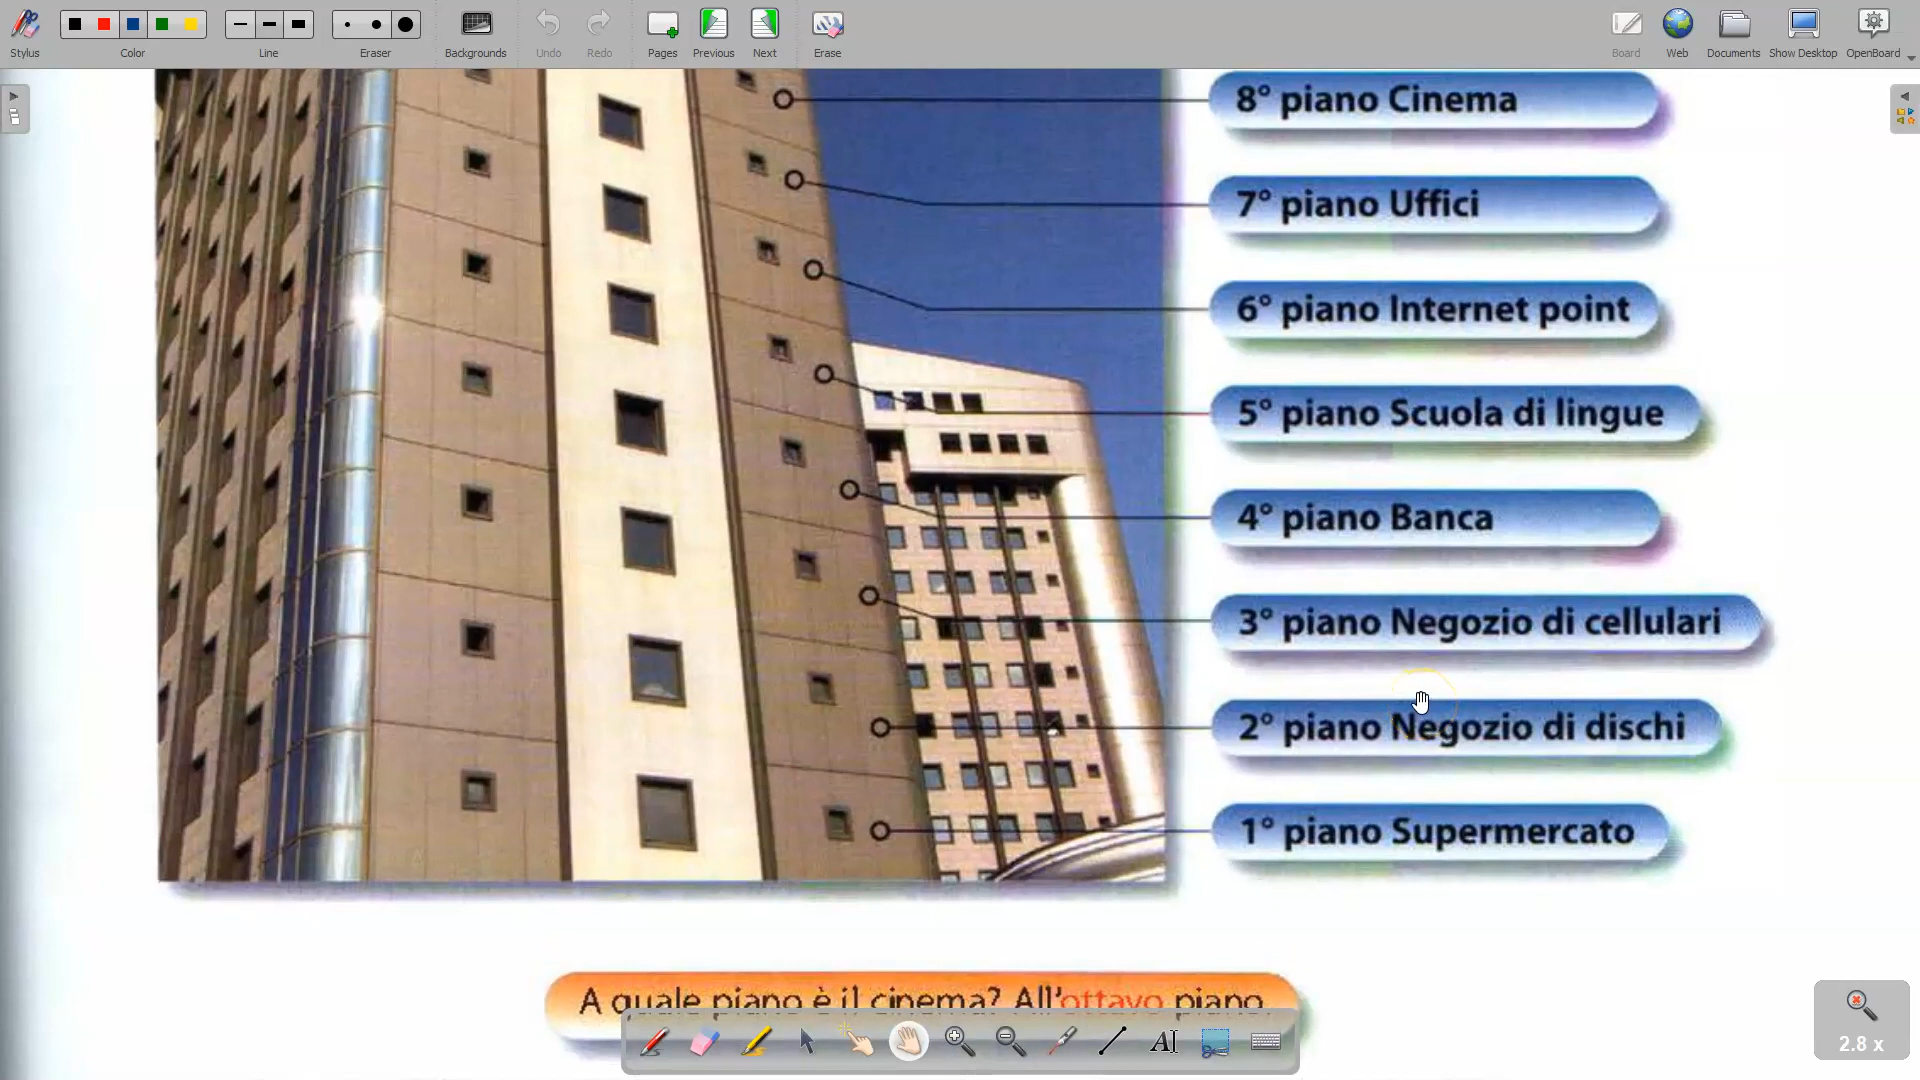 Stylus
Color
Line
Eraser
Backgrounds
Undo
Redo
Pages
Previous
Next
Erase
Board
Web
Documents
Show Desktop
OpenBoard
8° piano Cinema
7° piano Uffici
6° piano Internet point
5° piano Scuola di lingue
4° piano Banca
3° piano Negozio di cellulari
2° piano Negozio di dischi
1° piano Supermercato
A quale piano è il cinema? All'ottavo piano.
2.8 x